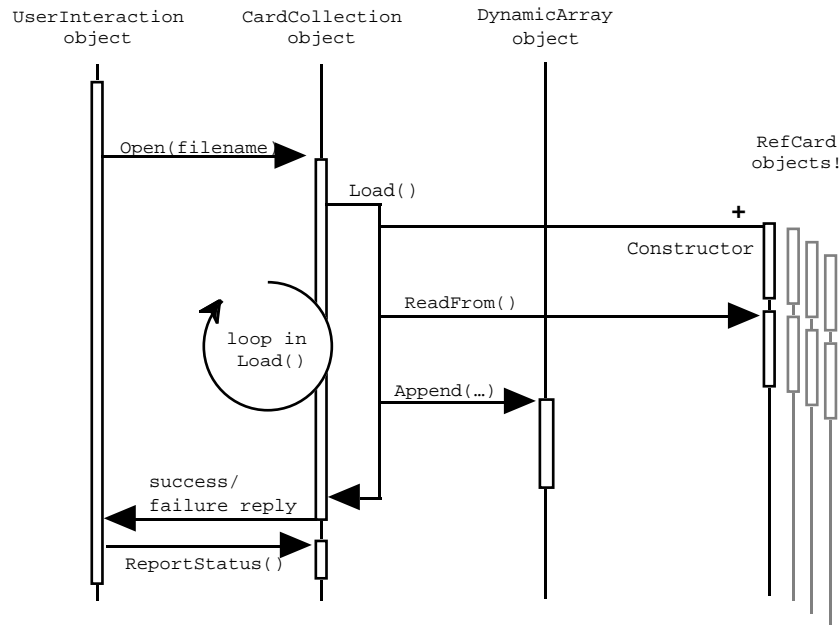 UserInteraction
object
CardCollection
object
DynamicArray
object
RefCard
objects!
Open(filename)
Load()
+
Constructor
ReadFrom()
loop in
Load()
Append(…)
success/
failure reply
ReportStatus()